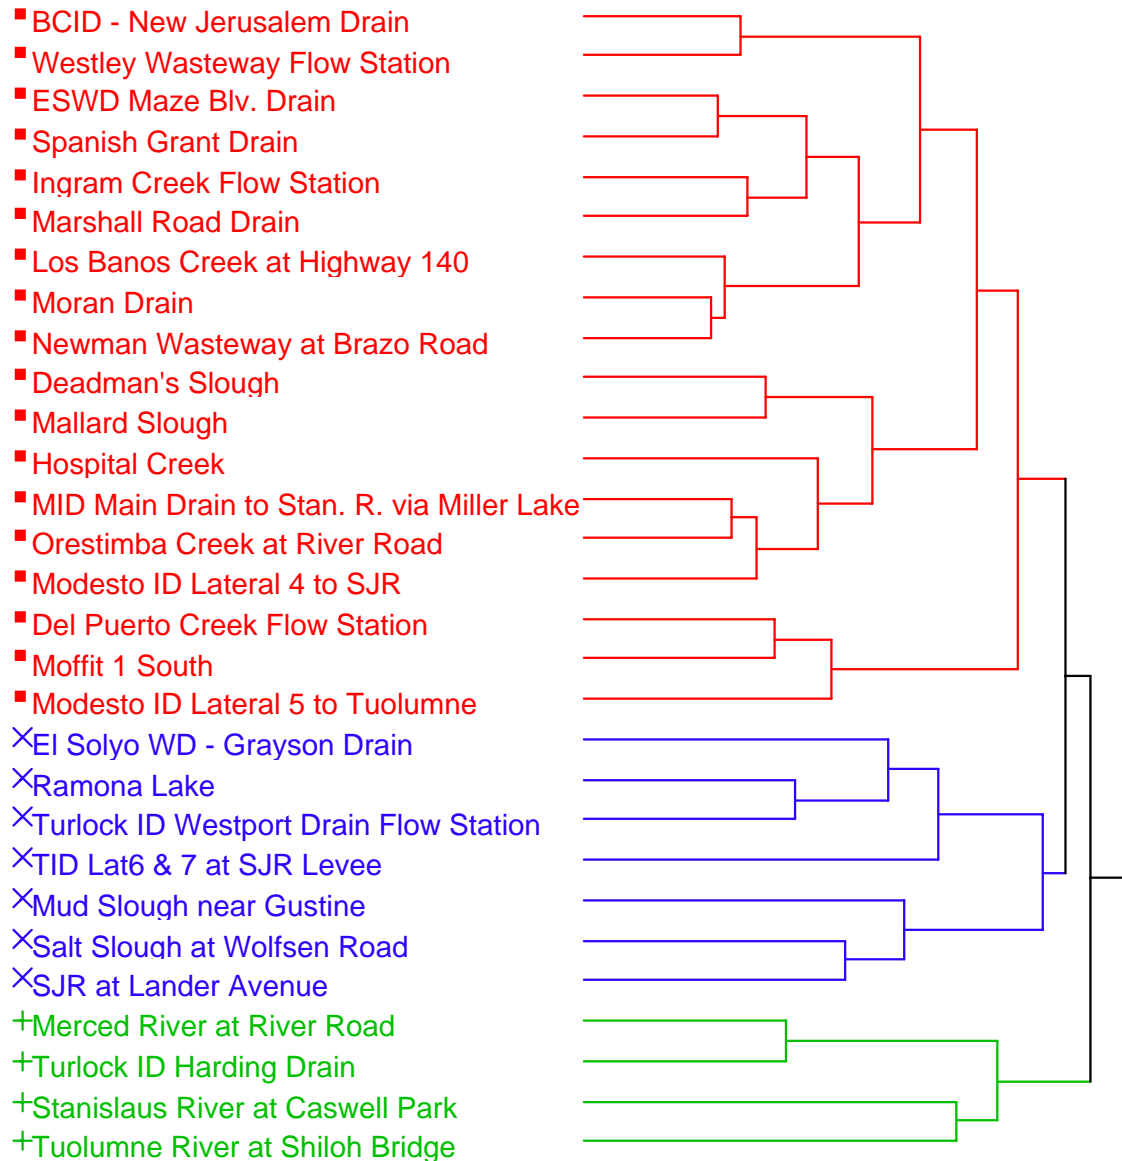 BCID - New Jerusalem Drain
Westley Wasteway Flow Station
ESWD Maze Blv. Drain
Spanish Grant Drain
Ingram Creek Flow Station
Marshall Road Drain
Los Banos Creek at Highway 140
Moran Drain
Newman Wasteway at Brazo Road
Deadman's Slough
Mallard Slough
Hospital Creek
MID Main Drain to Stan. R. via Miller Lake
Orestimba Creek at River Road
Modesto ID Lateral 4 to SJR
Del Puerto Creek Flow Station
Moffit 1 South
Modesto ID Lateral 5 to Tuolumne
El Solyo WD - Grayson Drain
Ramona Lake
Turlock ID Westport Drain Flow Station
TID Lat6 & 7 at SJR Levee
Mud Slough near Gustine
Salt Slough at Wolfsen Road
SJR at Lander Avenue
Merced River at River Road
Turlock ID Harding Drain
Stanislaus River at Caswell Park
Tuolumne River at Shiloh Bridge